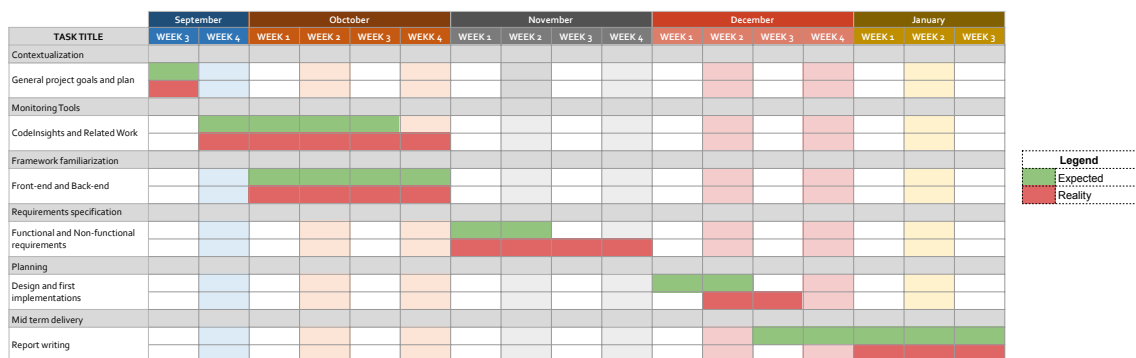 September Obctober November December January
TASK TITLE WEEK 3 WEEK 4 WEEK 1 WEEK 2 WEEK 3 WEKK 4 WEEK 1 WEEK 2 WEEK 3 WEEK 4 WEEK 1 WEEK 2 WEEK 3 WEEK 4 WEEK 1 WEEK 2 WEEK 3
Contextualization
General project goals and plan
Monitoring Tools
CodeInsights and Related Work
Framework familiarization
Legend
Front-end and Back-end
Expected
Reality
Requirements specification
Functional and Non-functional
requirements
Planning
Design and first
implementations
Mid term delivery
Report writing